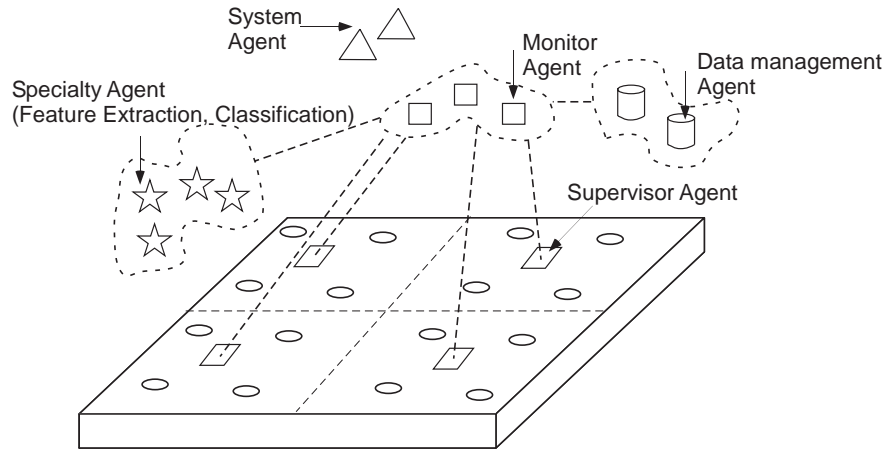 System
Agent
Monitor
Agent
Data management
Agent
Specialty Agent
(Feature Extraction, Classification)
Supervisor Agent